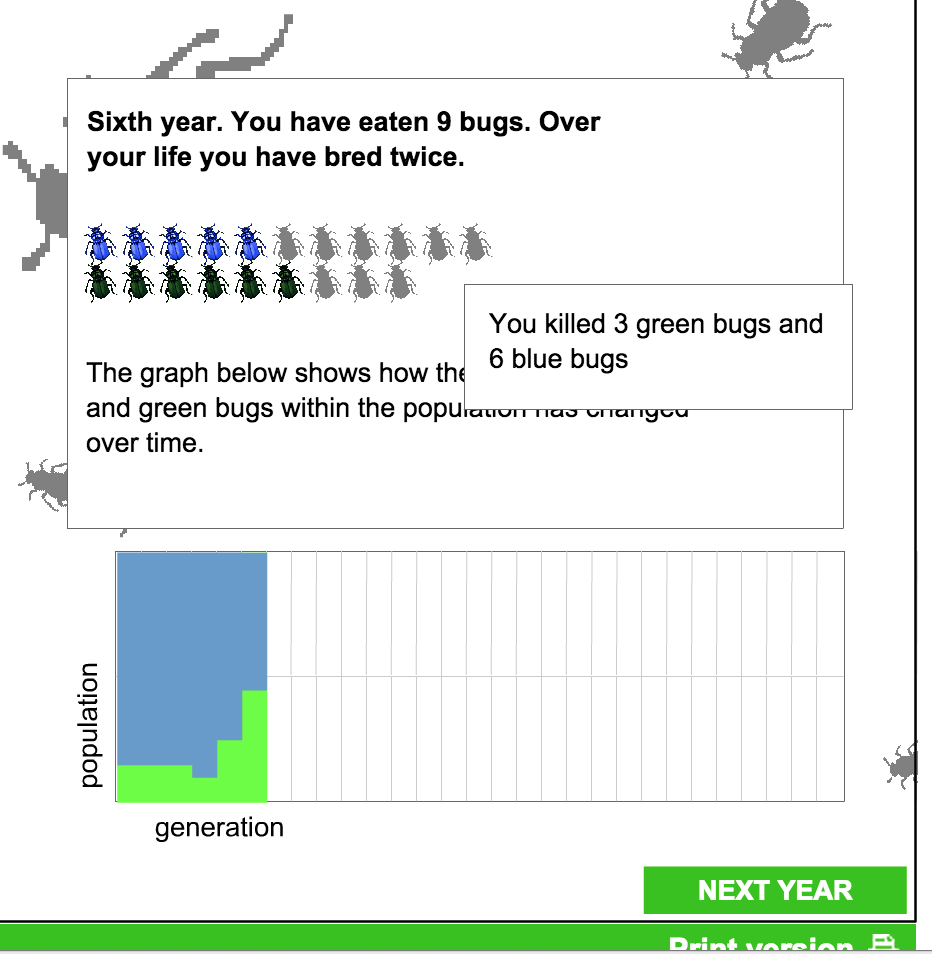 Sixth year. You have eaten 9 bugs. Over
your life you have bred twice.
You killed 3 green bugs and
6 blue bugs
The graph below shows how the
and green bugs within the population has changed
over time.
population
generation
NEXT YEAR
Print version